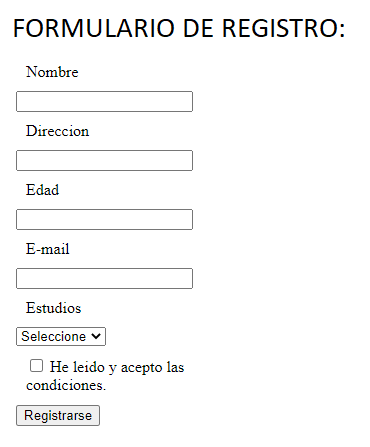 FORMULARIO DE REGISTRO:
Nombre
Direccion
Edad
E-mail
Estudios
Seleccione
He leido y acepto las
condiciones.
Registrarse